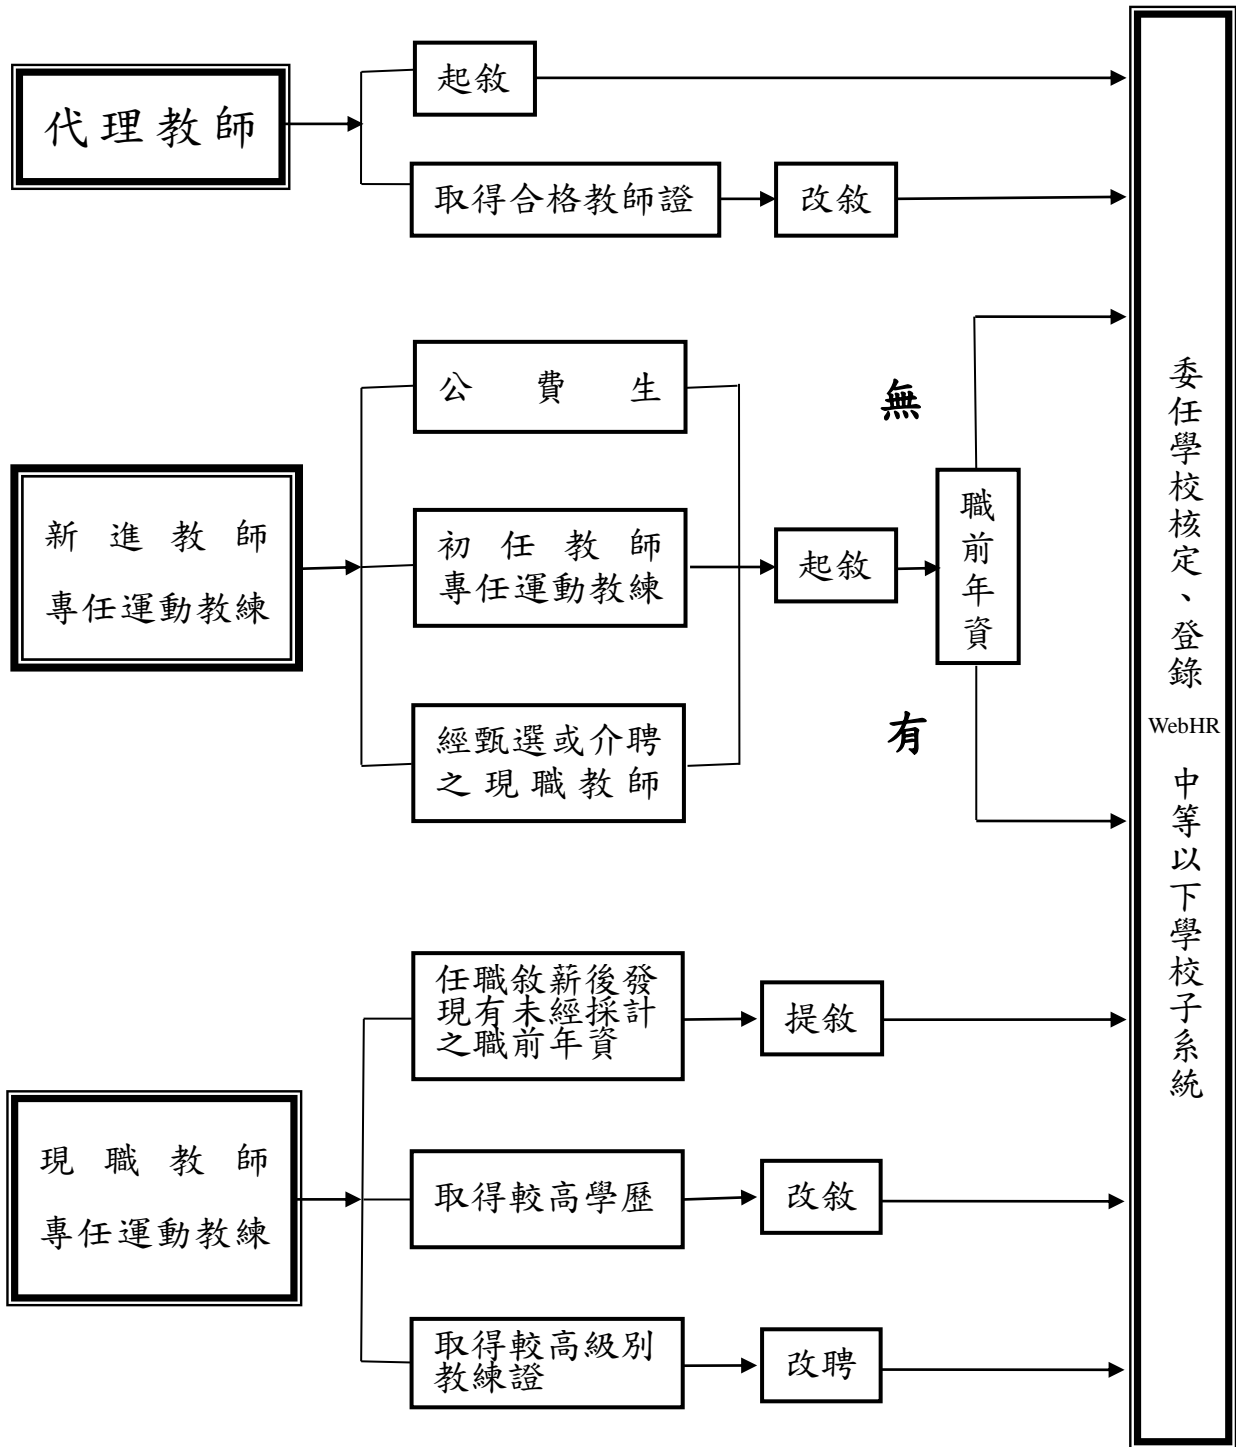 代理教師
起敘
取得合格教師證
改敘
新進教師
專任運動教練
公費生
初任教師
專任運動教練
經甄選或介聘
之現職教師
起敘
職前年資
無
有
現職教師
專任運動教練
任職敘薪後發
現有未經採計
之職前年資
提敘
取得較高學歷
改敘
取得較高級別
教練證
改聘
委任學校核定、登錄 WebHR 中等以下學校子系統